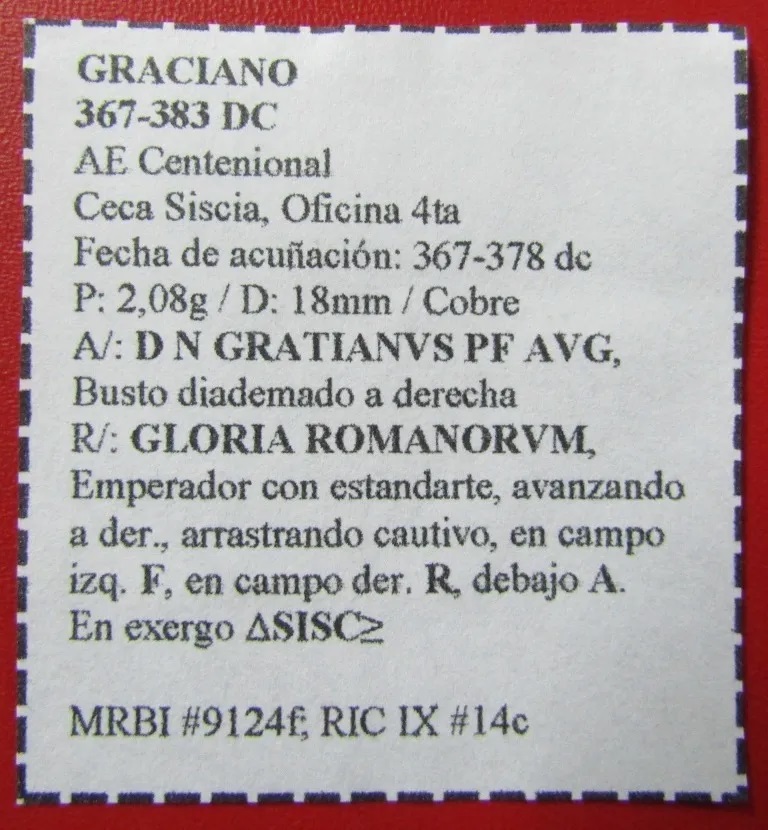 GRACIANO
367-383 DC
AE Centenional
Ceca Siscia, Oficina 4ta
Fecha de acuñación: 367-378 dc
P: 2,08g / D: 18mm / Cobre
A/: D N GRATIANVS PF AVG,
Busto diademado a derecha
R/: GLORIA ROMANORVM,
Emperador con estandarte, avanzando
a der., arrastrando cautivo, en campo
izq. F, en campo der. R, debajo A.
En exergo ΔSISC≥
MRBI #9124f; RIC IX #14c